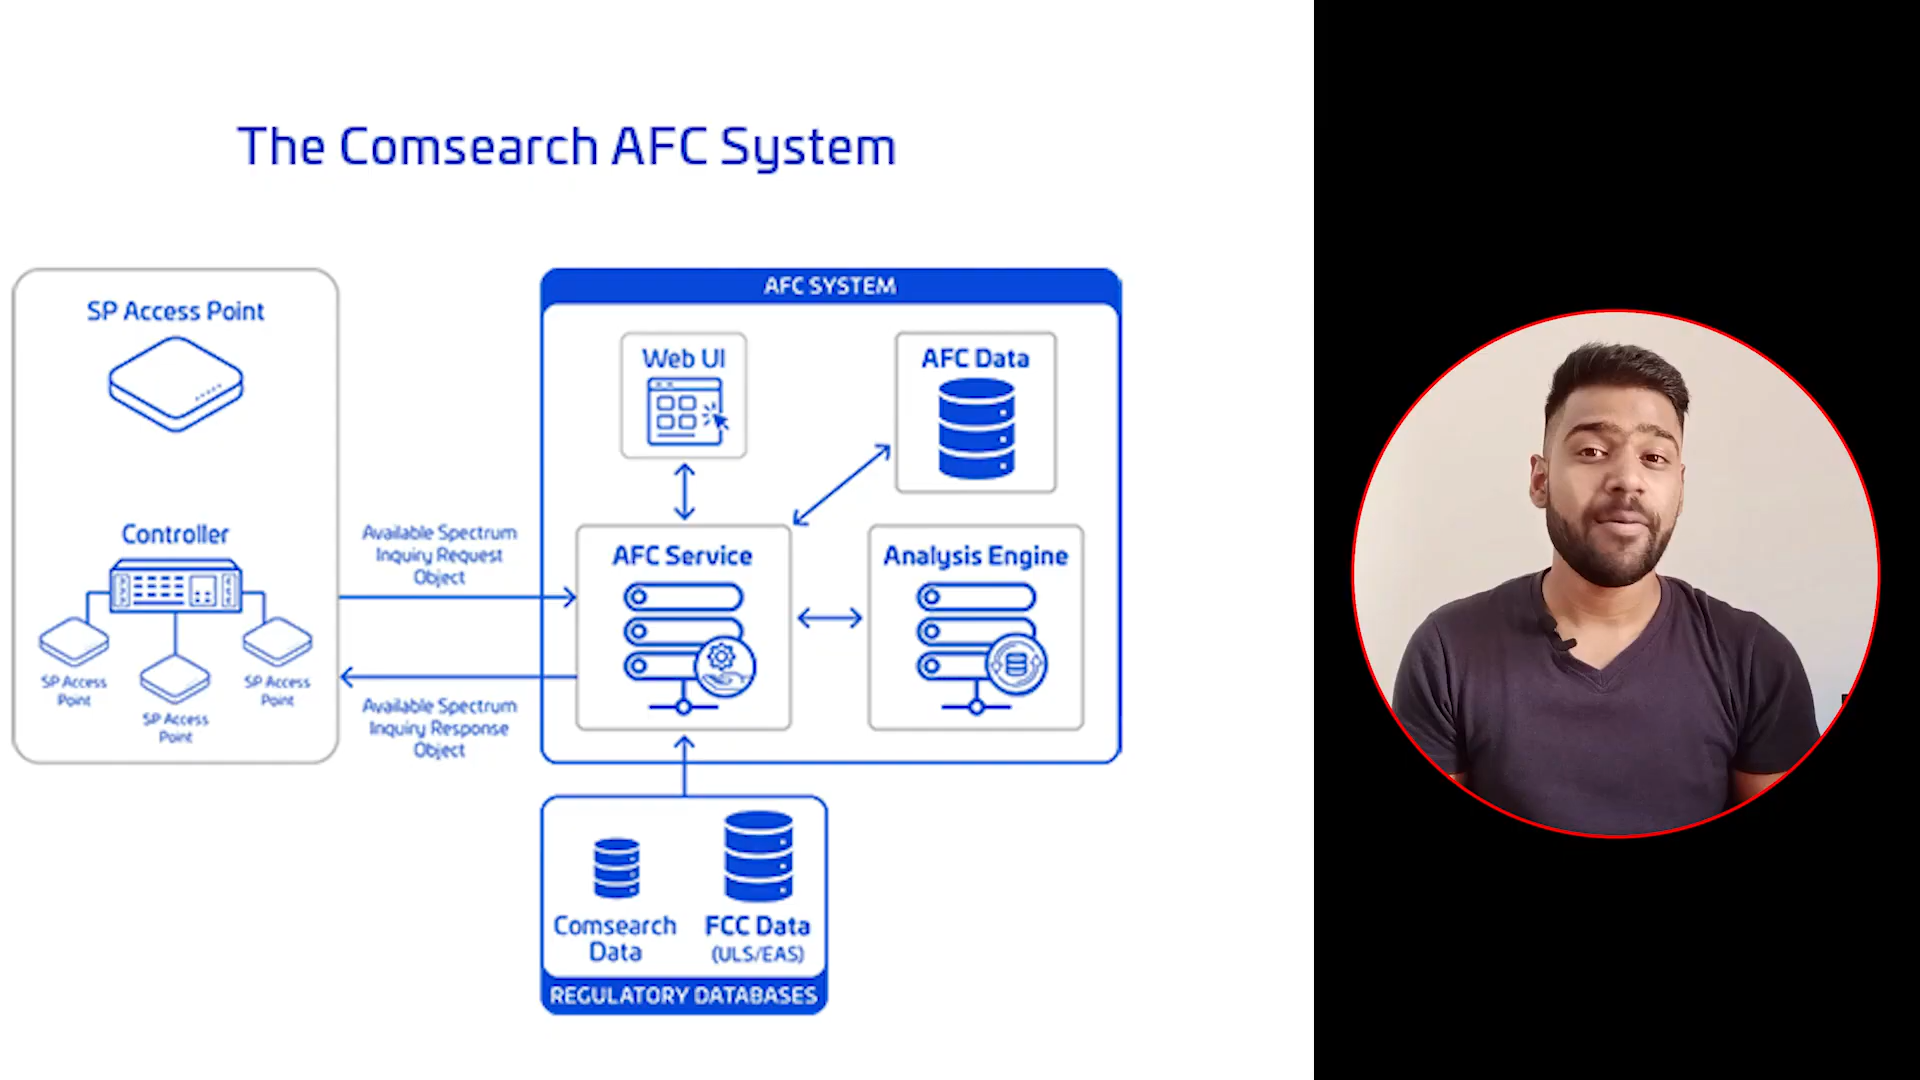 The Comsearch AFC System
SP Access Point
Controller
SP Access
Point
SP Access
Point
SP Access
Point
Available Spectrum
Inquiry Request
Object
Available Spectrum
Inquiry Response
Object
AFC SYSTEM
Web UI
AFC Data
AFC Service
Analysis Engine
Comsearch
Data
FCC Data
(ULS/EAS)
REGULATORY DATABASES